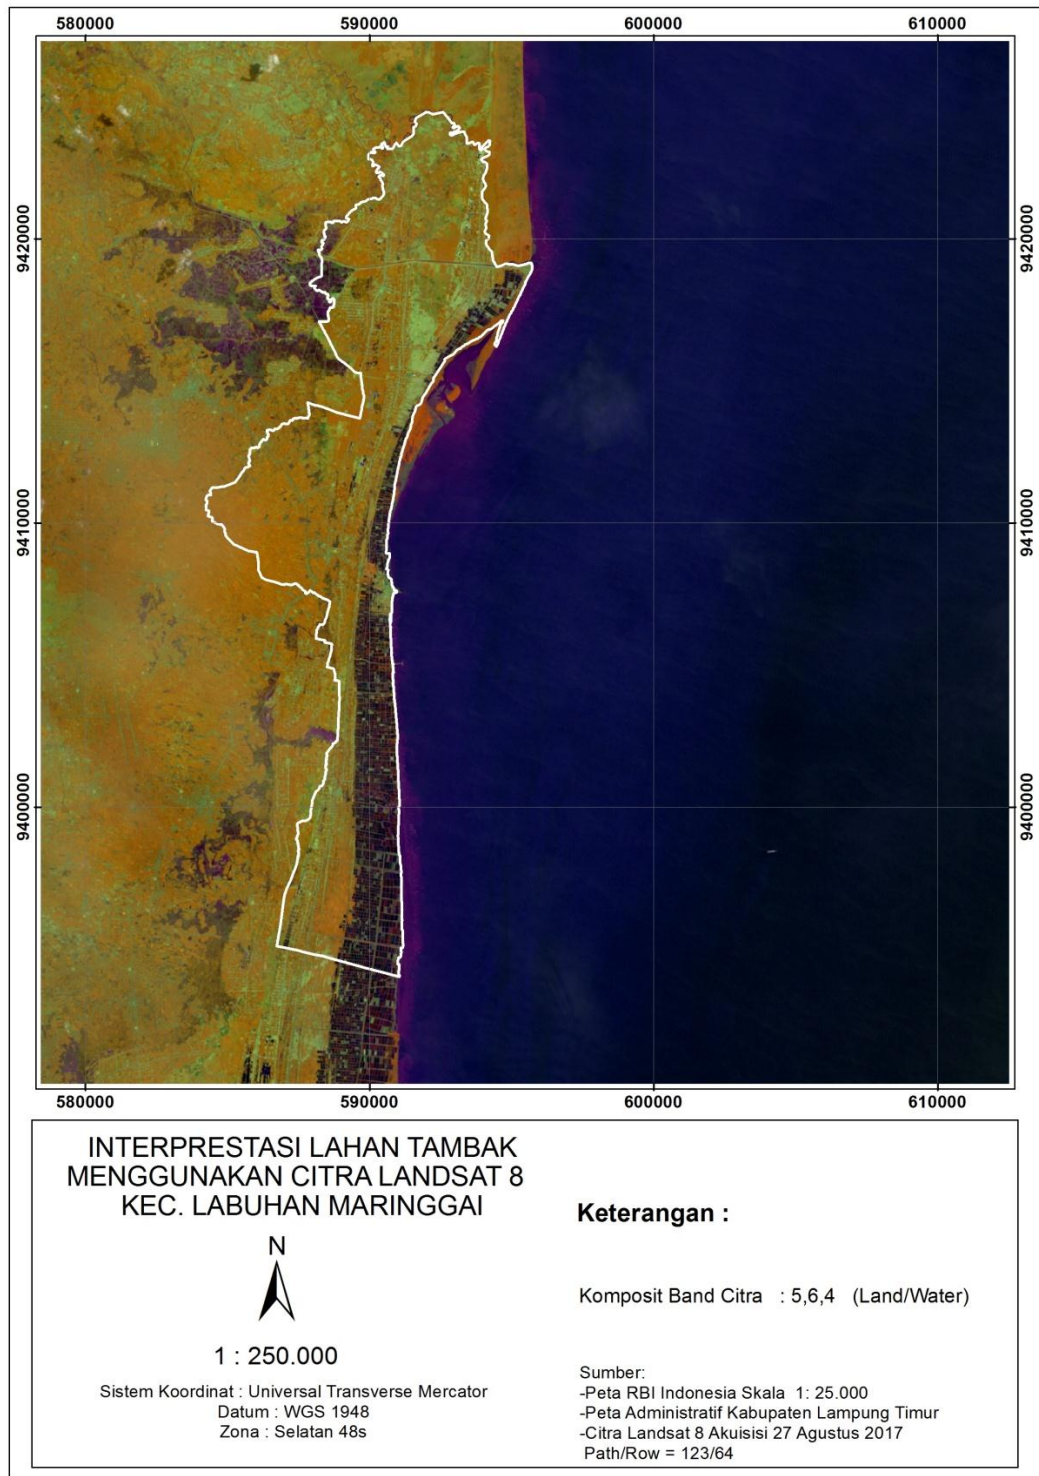 580000 590000 600000 610000
9420000 9420000
9410000 9410000
9400000 9400000
580000 590000 600000 610000
INTERPRESTASI LAHAN TAMBAK
MENGGUNAKAN CITRA LANDSAT 8
KEC. LABUHAN MARINGGAI
N
1 : 250.000
Sistem Koordinat : Universal Transverse Mercator
Datum : WGS 1948
Zona : Selatan 48s
Keterangan :
Komposit Band Citra : 5,6,4 (Land/Water)
Sumber:
-Peta RBI Indonesia Skala 1: 25.000
-Peta Administratif Kabupaten Lampung Timur
-Citra Landsat 8 Akuisisi 27 Agustus 2017
Path/Row = 123/64